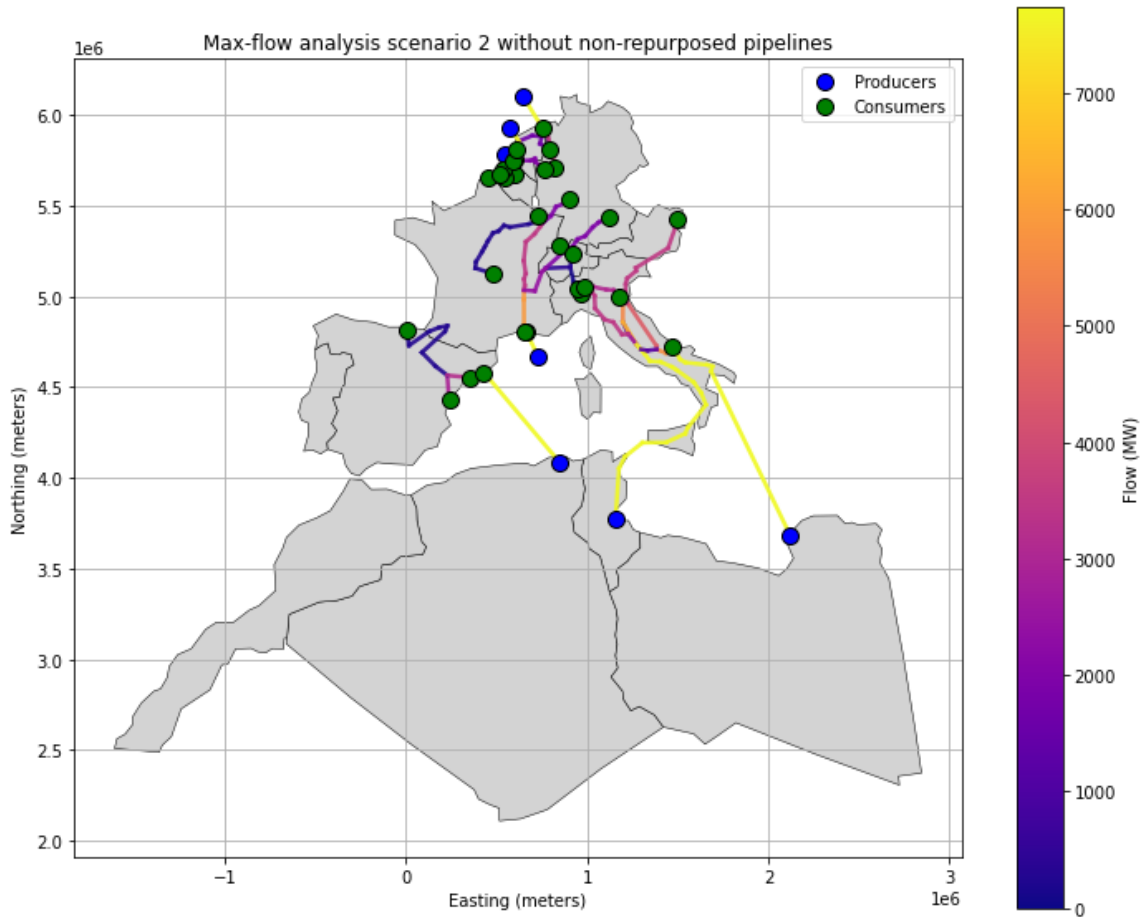 Max-flow analysis scenario 2 without non-repurposed pipelines
1e6
Producers
Consumers
6.0
5.5
5.0
4.5
4.0
3.5
3.0
2.5
2.0
Northing (meters)
−1
0
1
2
3
1e6
Easting (meters)
7000
6000
5000
4000
3000
2000
1000
0
Flow (MW)